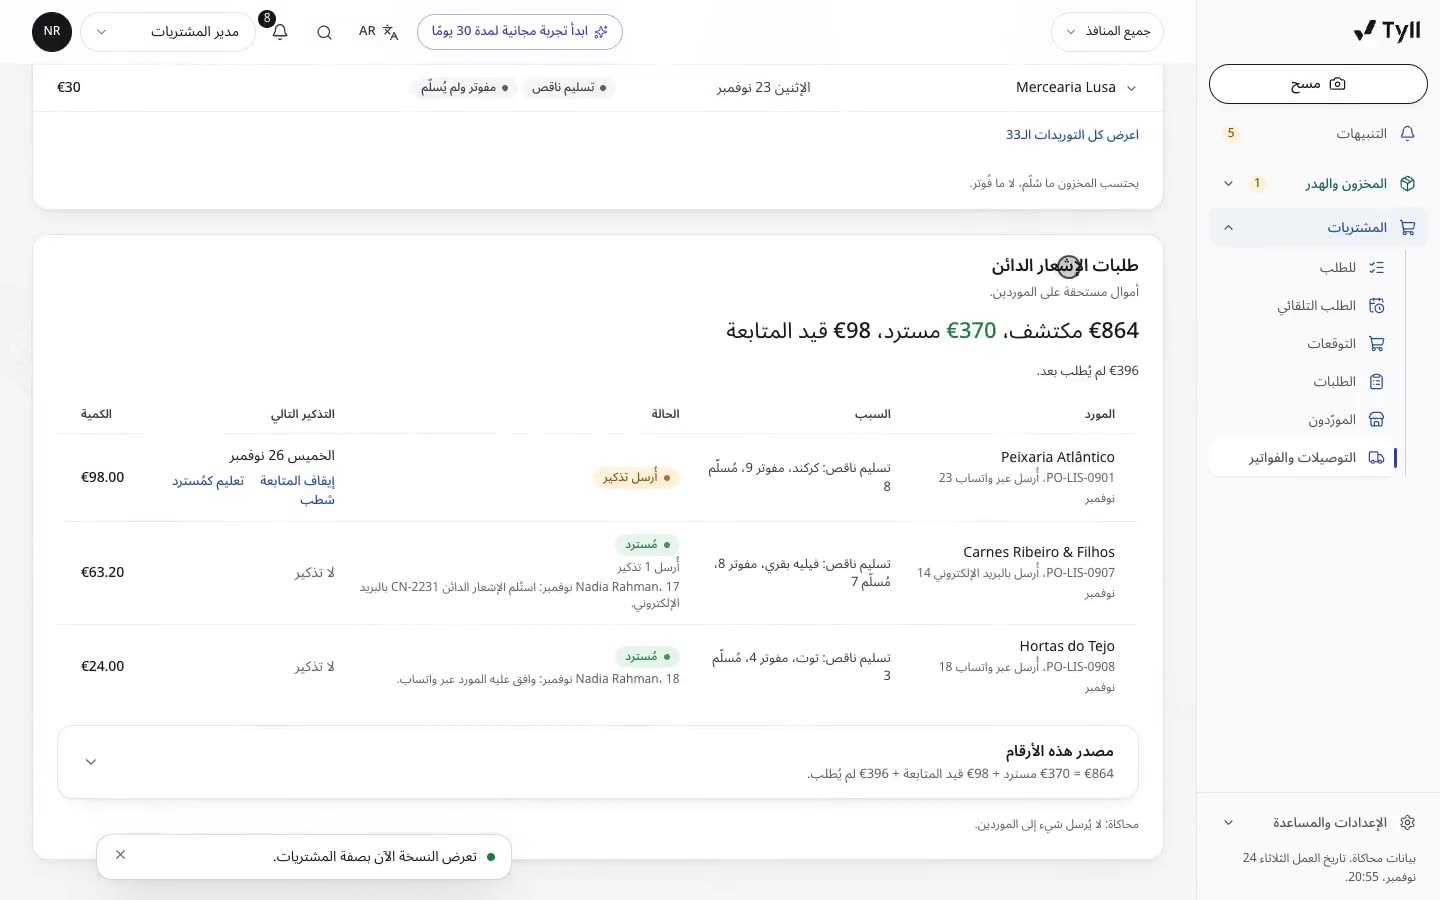 Tyll
مسح
التنبيهات 5
المخزون والهدر 1
المشتريات
للطلب
الطلب التلقائي
التوقعات
الطلبات
المورّدون
التوصيلات والفواتير
الإعدادات والمساعدة
بيانات محاكاة. تاريخ العمل الثلاثاء 24
نوفمبر، 20:55.
جميع المنافذ
ابدأ تجربة مجانية لمدة 30 يومًا
AR
8
مدير المشتريات
NR
Mercearia Lusa
الإثنين 23 نوفمبر
تسليم ناقص
مفوتر ولم يُسلَّم
€30
اعرض كل التوريدات الـ33
يحتسب المخزون ما سُلّم، لا ما فُوتر.
طلبات الإشعار الدائن
أموال مستحقة على الموردين.
€864 مكتشف، €370 مسترد، €98 قيد المتابعة
€396 لم يُطلب بعد.
المورد السبب الحالة التذكير التالي الكمية
Peixaria Atlântico
PO-LIS-0901، أُرسل عبر واتساب 23
نوفمبر
تسليم ناقص: كركند، مفوتر 9، مُسلّم
8
أُرسل تذكير
الخميس 26 نوفمبر
إيقاف المتابعة تعليم كمُسترد
شطب
€98.00
Carnes Ribeiro & Filhos
PO-LIS-0907، أُرسل بالبريد الإلكتروني 14
نوفمبر
تسليم ناقص: فيليه بقري، مفوتر 8،
مُسلّم 7
مُسترد
أُرسل 1 تذكير
Nadia Rahman، 17 نوفمبر: استُلم الإشعار الدائن CN-2231 بالبريد
الإلكتروني.
لا تذكير
€63.20
Hortas do Tejo
PO-LIS-0908، أُرسل عبر واتساب 18
نوفمبر
تسليم ناقص: توت، مفوتر 4، مُسلّم
3
مُسترد
Nadia Rahman، 18 نوفمبر: وافق عليه المورد عبر واتساب.
لا تذكير
€24.00
مصدر هذه الأرقام
€864 = €370 مسترد + €98 قيد المتابعة + €396 لم يُطلب.
محاكاة: لا يُرسل شيء إلى الموردين.
تعرض النسخة الآن بصفة المشتريات.